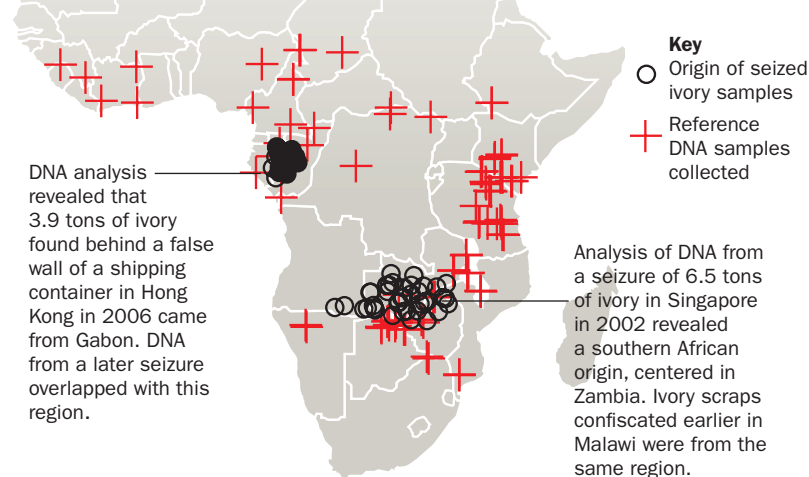 Key
Origin of seized
ivory samples
Reference
DNA samples
collected
DNA analysis
revealed that
3.9 tons of ivory
found behind a false
wall of a shipping
container in Hong
Kong in 2006 came
from Gabon. DNA
from a later seizure
overlapped with this
region.
Analysis of DNA from
a seizure of 6.5 tons
of ivory in Singapore
in 2002 revealed
a southern African
origin, centered in
Zambia. Ivory scraps
confiscated earlier in
Malawi were from the
same region.